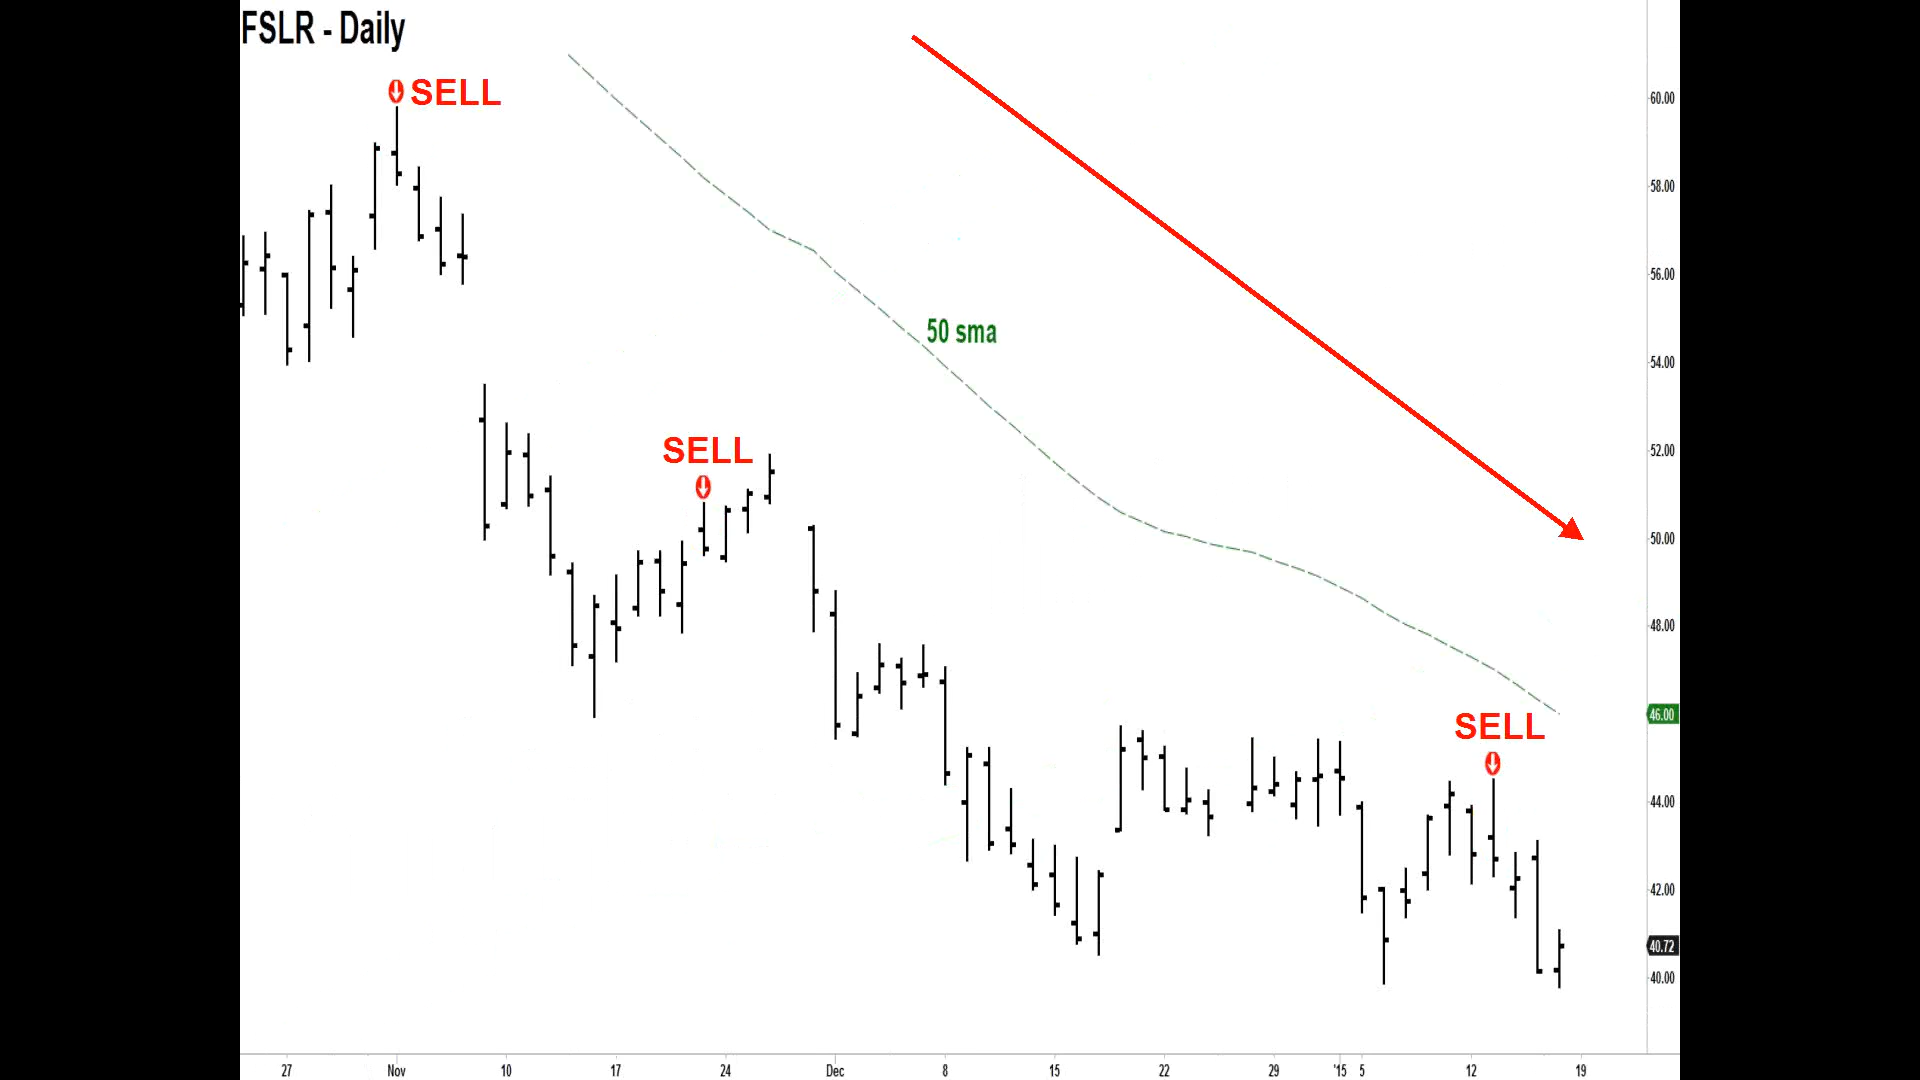 FSLR - Daily
SELL
60.00
58.00
56.00
50 sma
54.00
SELL
52.00
50.00
48.00
46.00
SELL
44.00
42.00
40.72
40.00
27 Nov 10 17 24 Dec 8 15 22 29 '15 5 12 19